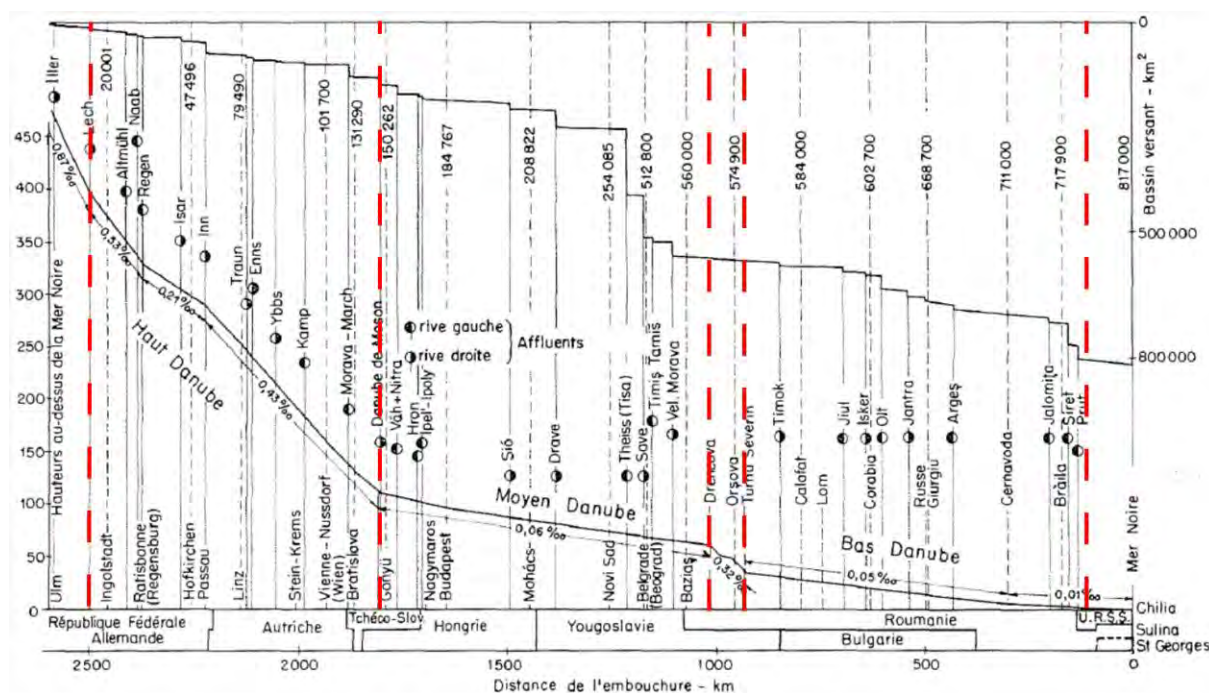 Hauteurs au-dessus de la Mer Noire
450
400
350
300
250
200
150
100
50
0
0
500 000
800 000
Bassin versant - km²
20 001
47 496
79 490
101 700
131 290
150 262
184 767
208 822
254 085
512 800
560 000
574 900
584 000
602 700
668 700
711 000
717 900
817 000
Iller
Lech
Altmühl
Naab
Regen
Isar
Inn
Traun
Enns
Ybbs
Kamp
Morava - March
Danube de Moson
Váh + Nitra
Hron
Ipel'-Ipoly
Sió
Drave
Theiss (Tisa)
Save
Timiş Tamis
Vel. Morava
Timok
Jiul
Isker
Olt
Jantra
Argeş
Jalomiţa
Siret
Prut
rive gauche
rive droite
Affluents
0,87‰
0,53‰
0,21‰
0,43‰
0,06‰
0,32‰
0,05‰
0,01‰
Haut Danube
Moyen Danube
Bas Danube
Ulm
Ingolstadt
Ratisbonne
(Regensburg)
Hofkirchen
Passau
Linz
Stein-Krems
Vienne-Nussdorf
(Wien)
Bratislava
Gönyü
Nagymaros
Budapest
Mohács
Novi Sad
Belgrade
(Beograd)
Baziaş
Drencova
Orşova
Turnu Severin
Calafat
Lom
Corabia
Russe
Giurgiu
Cernavoda
Brăila
Mer Noire
Chilia
Sulina
St Georges
République Fédérale
Allemande
Autriche
Tchéco-Slov.
Hongrie
Yougoslavie
Roumanie
Bulgarie
U.R.S.S.
2500
2000
1500
1000
500
0
Distance de l'embouchure - km